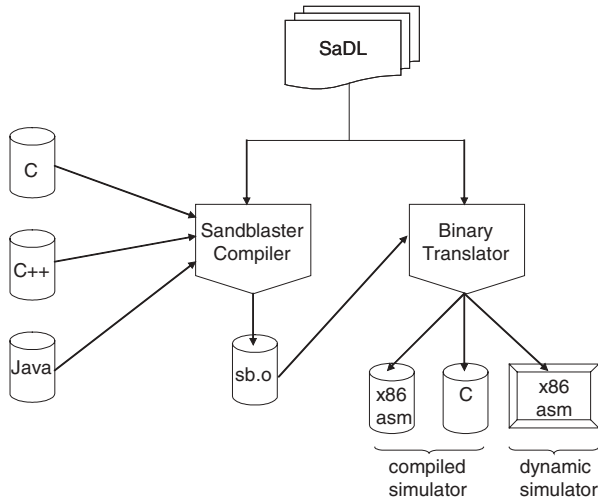 SaDL
C
C++
Java
Sandblaster
Compiler
Binary
Translator
sb.o
x86
asm
C
x86
asm
compiled
simulator
dynamic
simulator